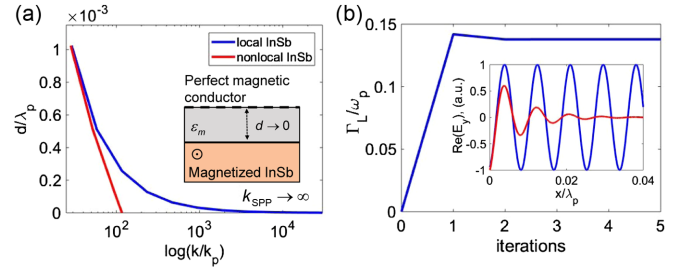 (a)
×10⁻³
1
0.8
0.6
0.4
0.2
0
d/λp
local InSb
nonlocal InSb
Perfect magnetic
conductor
εm
d → 0
Magnetized InSb
kSPP → ∞
10² 10³ 10⁴
log(k/kp)
(b)
0.15
0.10
0.05
0
ΓL/ωp
1
0.5
0
-0.5
-1
Re(Ey), (a.u.)
0 0.02 0.04
x/λp
0 1 2 3 4 5
iterations